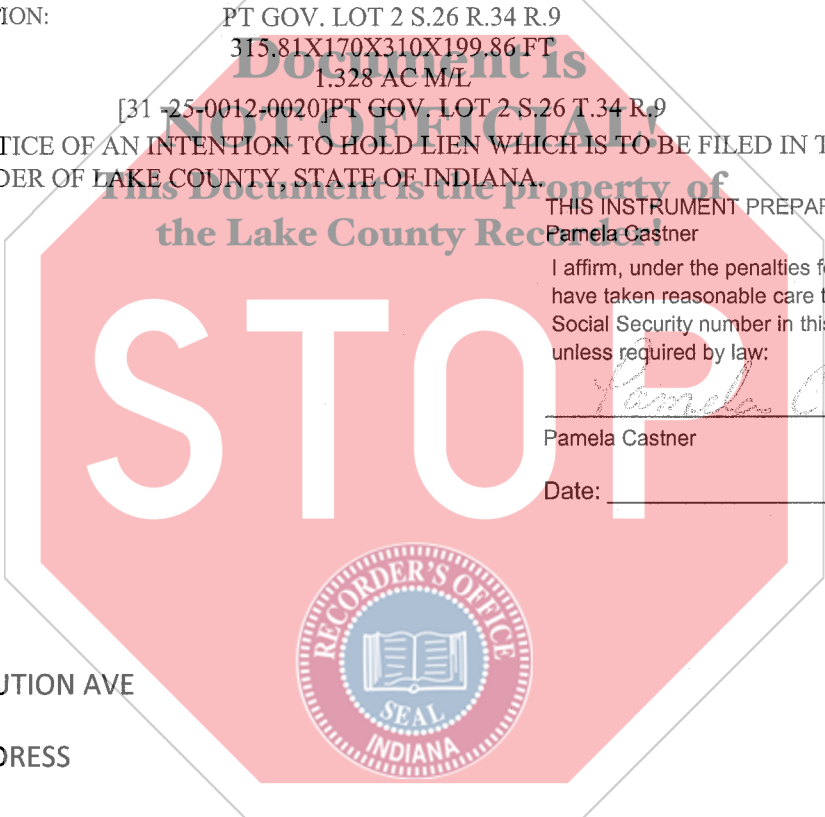 ION: PT GOV. LOT 2 S.26 R.34 R.9
315.81X170X310X199.86 FT
1.328 AC M/L
[31 -25-0012-0020]PT GOV. LOT 2 S.26 T.34 R.9
TICE OF AN INTENTION TO HOLD LIEN WHICH IS TO BE FILED IN T
DER OF LAKE COUNTY, STATE OF INDIANA.
Document is
NOT OFFICIAL!
This Document is the property of
the Lake County Recorder!
THIS INSTRUMENT PREPAR
Pamela Castner
I affirm, under the penalties f
have taken reasonable care t
Social Security number in this
unless required by law:
Pamela C
Pamela Castner
Date:
STOP
RECORDER'S OFFICE
SEAL
INDIANA
UTION AVE
DRESS